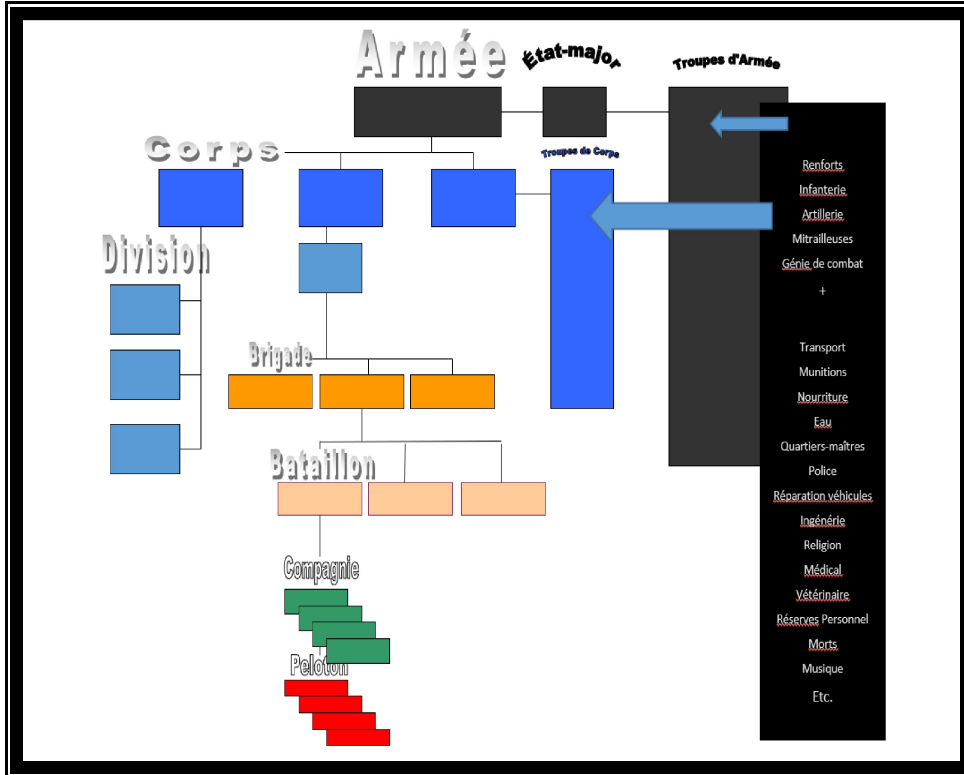 Armée
État-major
Troupes d'Armée
Corps
Troupes de Corps
Division
Brigade
Bataillon
Compagnie
Peloton
Renforts
Infanterie
Artillerie
Mitrailleuses
Génie de combat
+
Transport
Munitions
Nourriture
Eau
Quartiers-maîtres
Police
Réparation véhicules
Ingénérie
Religion
Médical
Vétérinaire
Réserves Personnel
Morts
Musique
Etc.